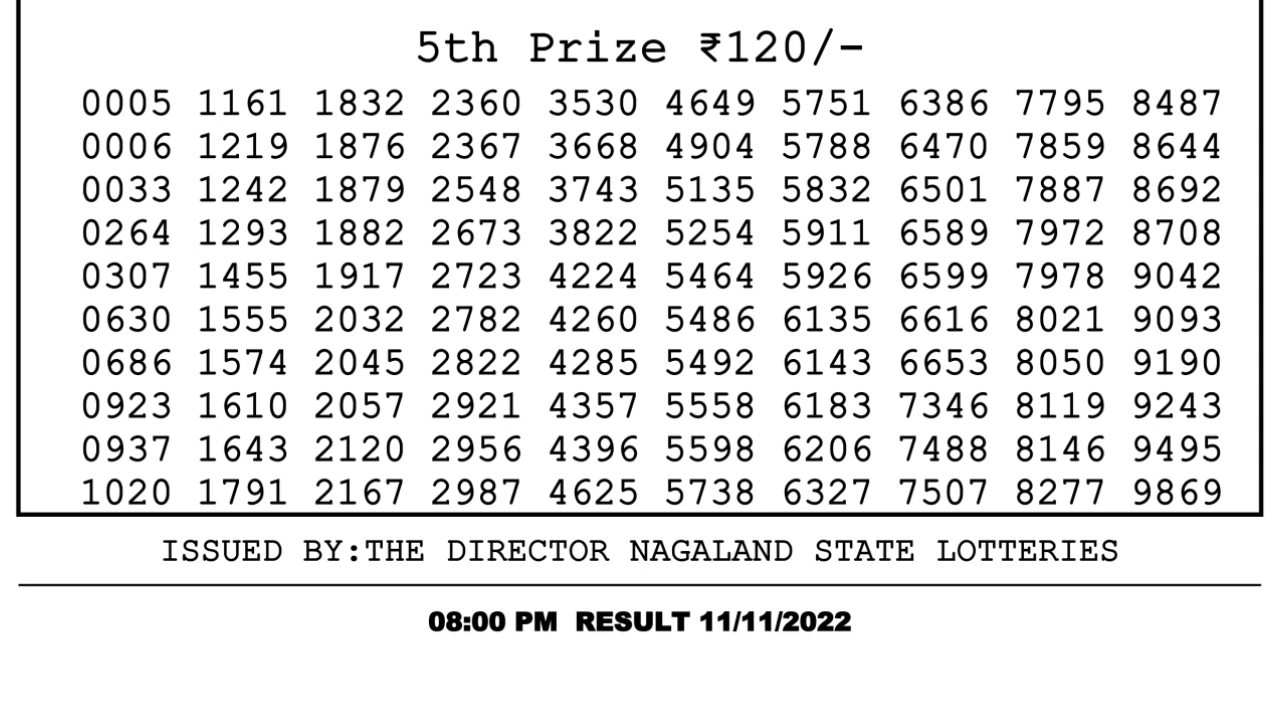 5th Prize ₹120/-
0005 1161 1832 2360 3530 4649 5751 6386 7795 8487
0006 1219 1876 2367 3668 4904 5788 6470 7859 8644
0033 1242 1879 2548 3743 5135 5832 6501 7887 8692
0264 1293 1882 2673 3822 5254 5911 6589 7972 8708
0307 1455 1917 2723 4224 5464 5926 6599 7978 9042
0630 1555 2032 2782 4260 5486 6135 6616 8021 9093
0686 1574 2045 2822 4285 5492 6143 6653 8050 9190
0923 1610 2057 2921 4357 5558 6183 7346 8119 9243
0937 1643 2120 2956 4396 5598 6206 7488 8146 9495
1020 1791 2167 2987 4625 5738 6327 7507 8277 9869
ISSUED BY:THE DIRECTOR NAGALAND STATE LOTTERIES
08:00 PM RESULT 11/11/2022